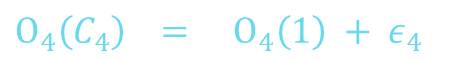 O₄(C₄) = O₄(1) + ϵ₄